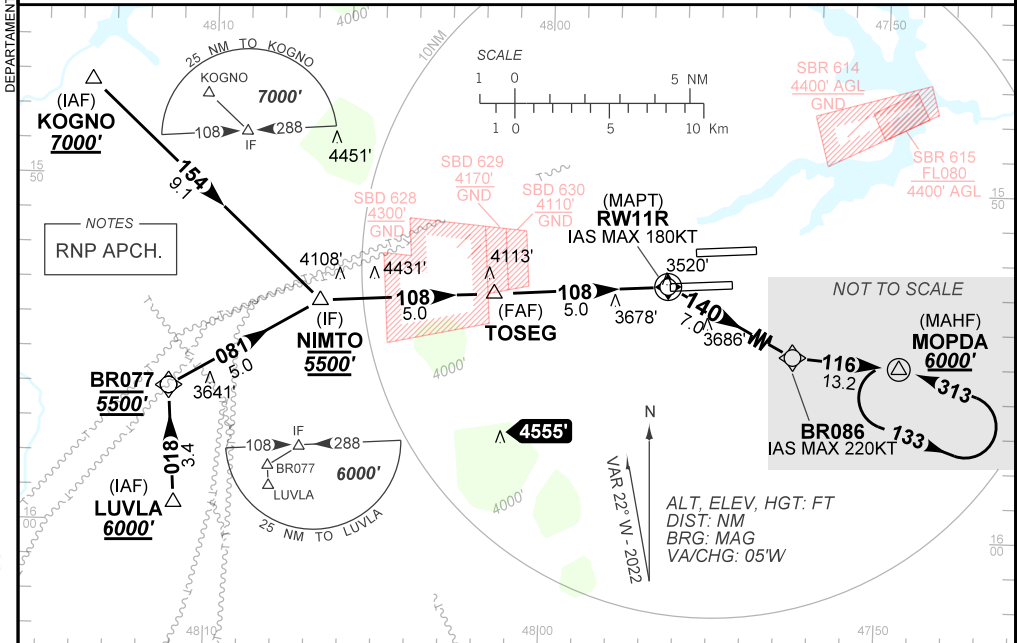 DEPARTAMENT
48 10
4000'
48 00
47 50
10NM
25 NM TO KOGNO
KOGNO
7000'
108
288
IF
(IAF)
KOGNO
7000'
SCALE
1 0 5 NM
1 0 5 10 Km
SBR 614
4400' AGL
GND
SBR 615
FL080
4400' AGL
4451'
15
50
15
50
154
9.1
SBD 629
4170'
GND
SBD 628
4300'
GND
SBD 630
4110'
GND
NOTES
RNP APCH.
(MAPT)
RW11R
IAS MAX 180KT
3520'
4108'
4431'
4113'
108
5.0
108
5.0
(FAF)
TOSEG
3678'
(IF)
NIMTO
5500'
140
7.0
3686'
NOT TO SCALE
(MAHF)
MOPDA
6000'
116
13.2
313
133
BR086
IAS MAX 220KT
081
5.0
BR077
5500'
3641'
4000'
018
3.4
(IAF)
LUVLA
6000'
IF
108
288
BR077
LUVLA
6000'
25 NM TO LUVLA
4555'
4000'
N
VAR 22° W - 2022
ALT, ELEV, HGT: FT
DIST: NM
BRG: MAG
VA/CHG: 05'W
16
00
16
00
48 10
48 00
47 50